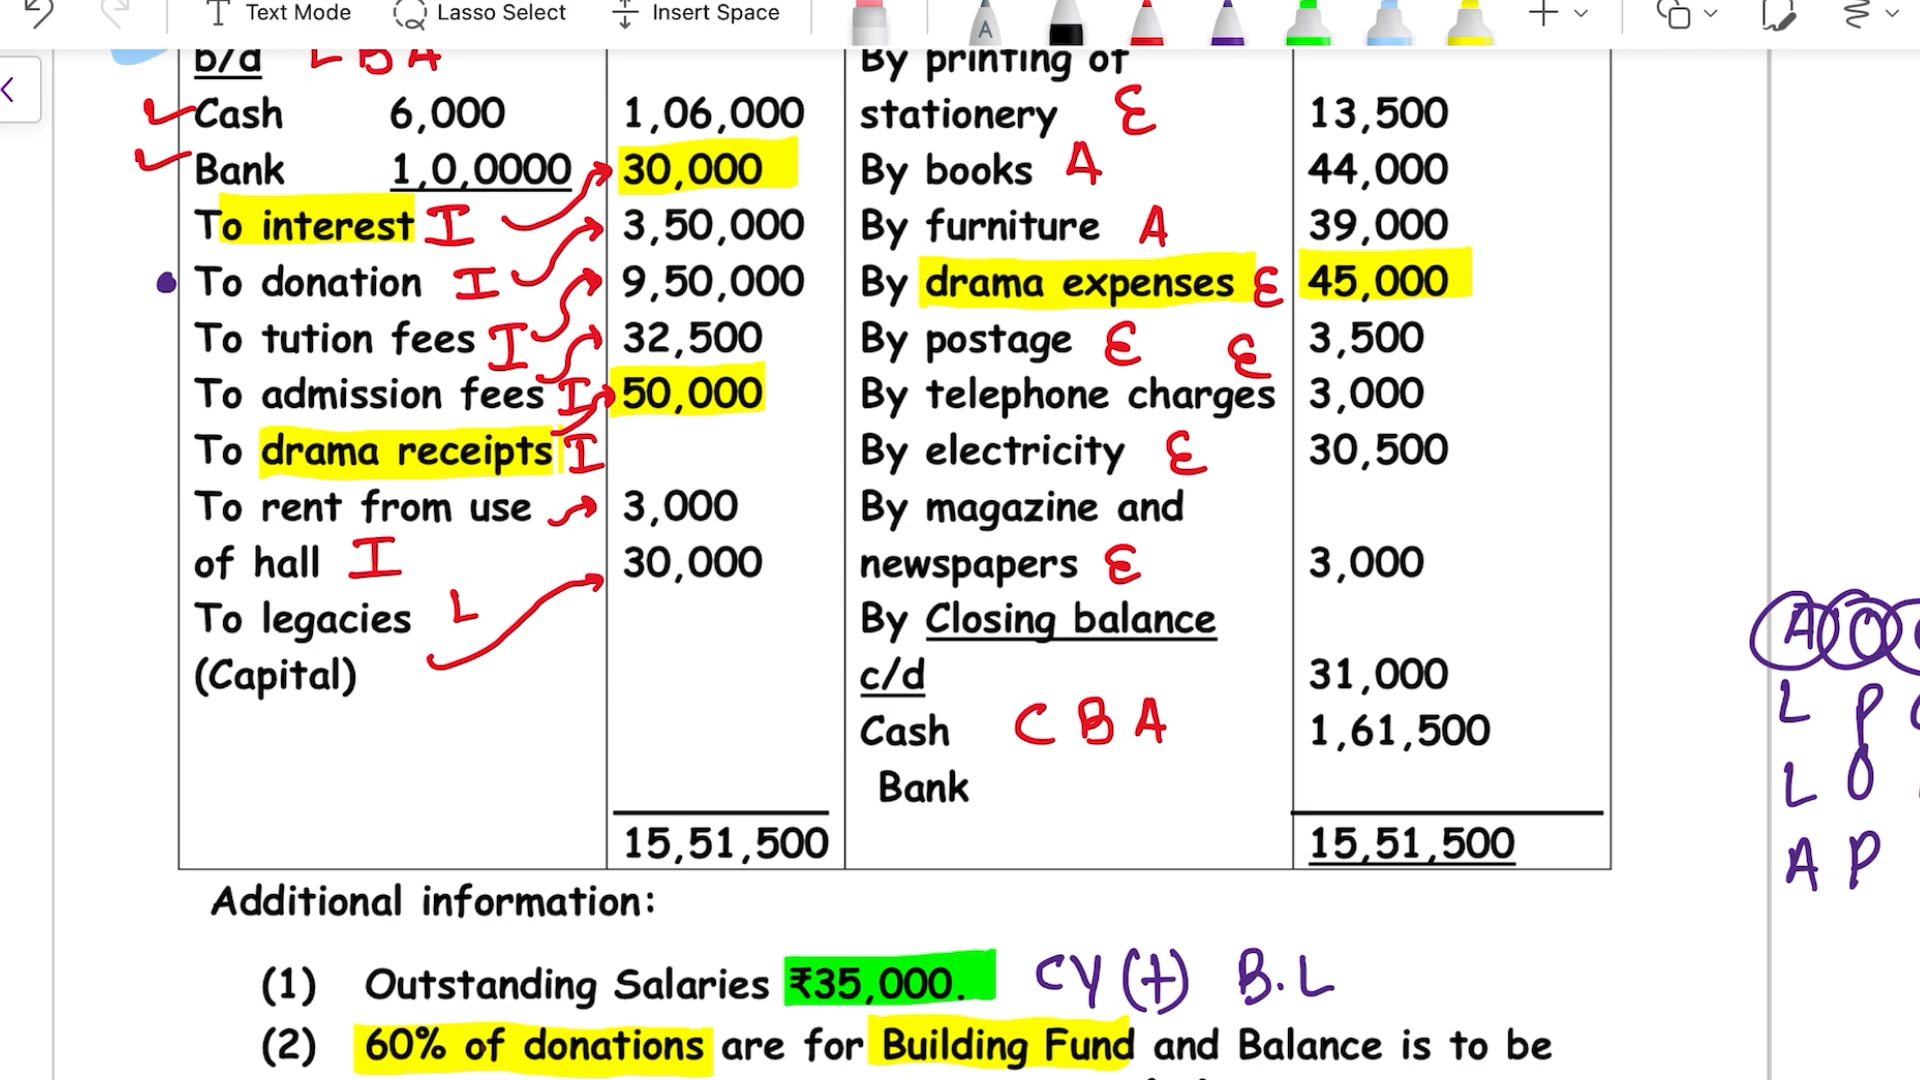 Text Mode Lasso Select Insert Space
A
b/d L B A By printing of
Cash 6,000 1,06,000 stationery E 13,500
Bank 1,0,0000 30,000 By books A 44,000
To interest I 3,50,000 By furniture A 39,000
To donation I 9,50,000 By drama expenses E 45,000
To tution fees I 32,500 By postage E E 3,500
To admission fees I 50,000 By telephone charges 3,000
To drama receipts I By electricity E 30,500
To rent from use 3,000 By magazine and
of hall I 30,000 newspapers E 3,000
To legacies L By Closing balance
(Capital) c/d 31,000
Cash C B A 1,61,500
Bank
15,51,500 15,51,500
A O
L P
L O
A P
Additional information:
(1) Outstanding Salaries ₹35,000. CY (+) B.L
(2) 60% of donations are for Building Fund and Balance is to be